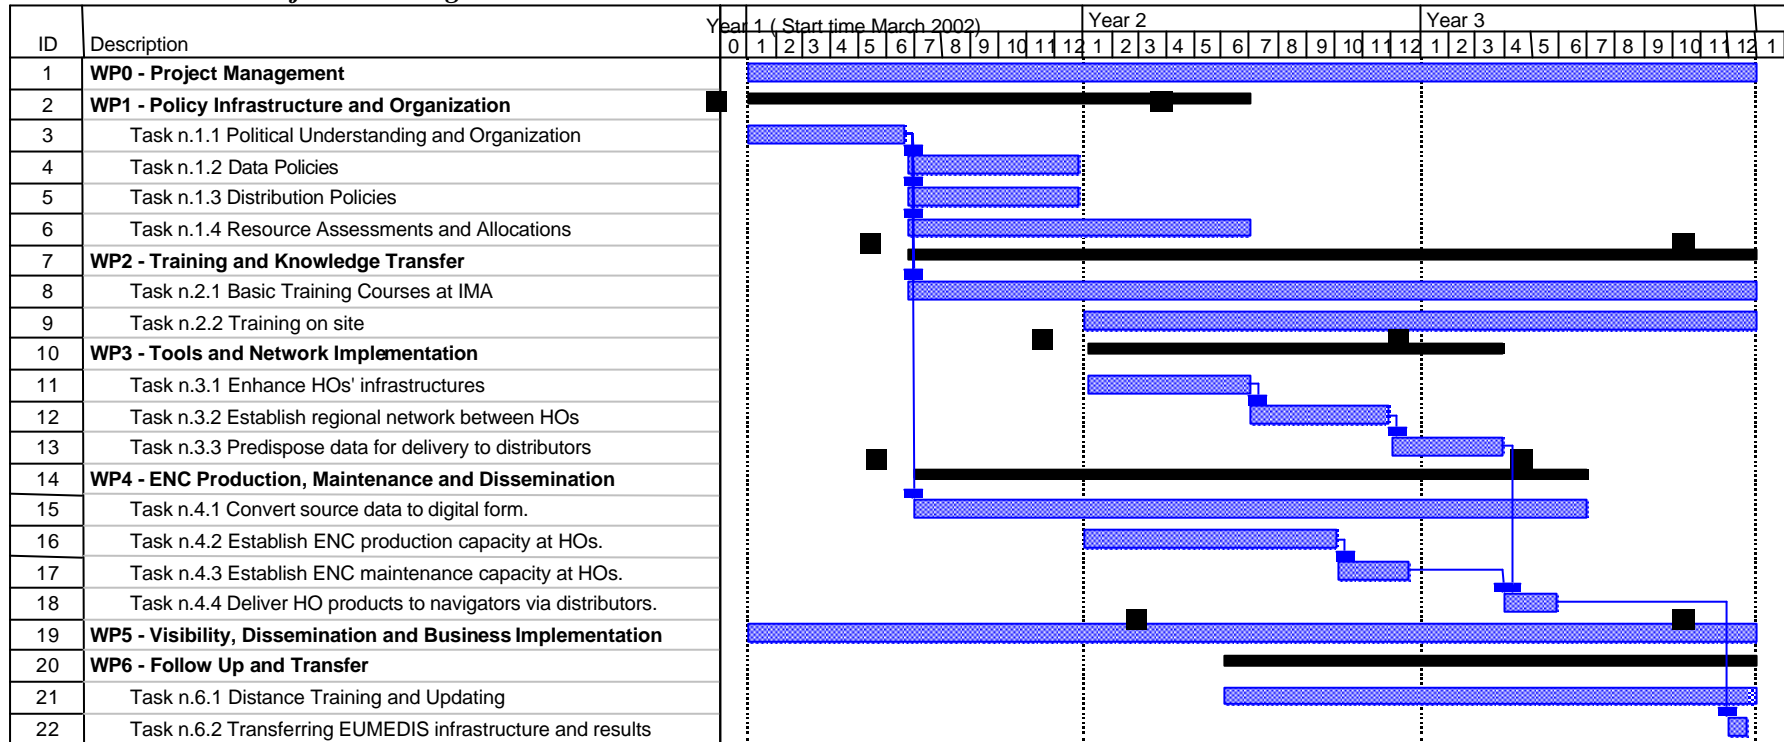 Year 1 ( Start time March 2002) Year 2 Year 3
ID Description 0 1 2 3 4 5 6 7 8 9 10 11 12 1 2 3 4 5 6 7 8 9 10 11 12 1 2 3 4 5 6 7 8 9 10 11 12 1
1 WP0 - Project Management
2 WP1 - Policy Infrastructure and Organization
3 Task n.1.1 Political Understanding and Organization
4 Task n.1.2 Data Policies
5 Task n.1.3 Distribution Policies
6 Task n.1.4 Resource Assessments and Allocations
7 WP2 - Training and Knowledge Transfer
8 Task n.2.1 Basic Training Courses at IMA
9 Task n.2.2 Training on site
10 WP3 - Tools and Network Implementation
11 Task n.3.1 Enhance HOs' infrastructures
12 Task n.3.2 Establish regional network between HOs
13 Task n.3.3 Predispose data for delivery to distributors
14 WP4 - ENC Production, Maintenance and Dissemination
15 Task n.4.1 Convert source data to digital form.
16 Task n.4.2 Establish ENC production capacity at HOs.
17 Task n.4.3 Establish ENC maintenance capacity at HOs.
18 Task n.4.4 Deliver HO products to navigators via distributors.
19 WP5 - Visibility, Dissemination and Business Implementation
20 WP6 - Follow Up and Transfer
21 Task n.6.1 Distance Training and Updating
22 Task n.6.2 Transferring EUMEDIS infrastructure and results